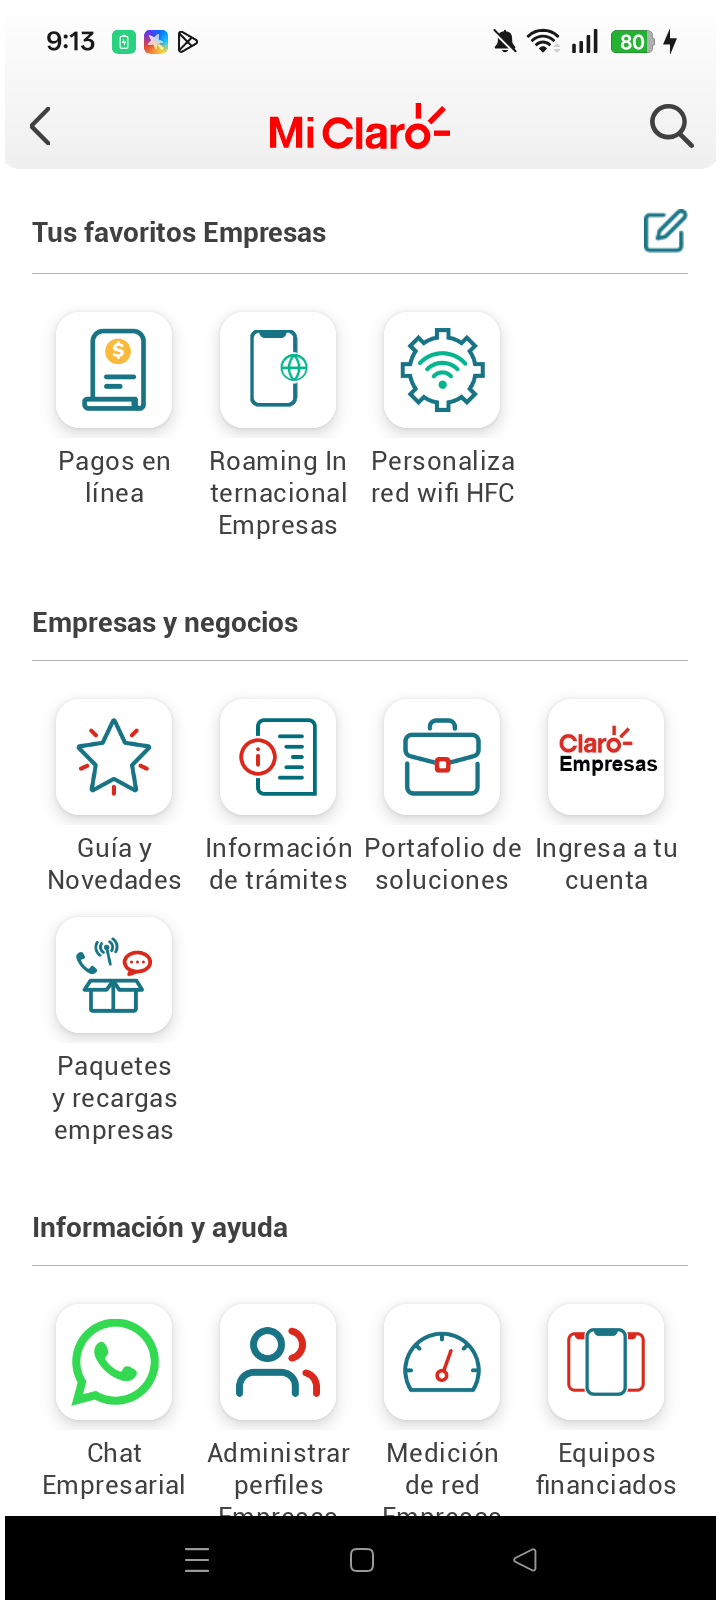 9:13
80
Mi Claro
Tus favoritos Empresas
$
Pagos en
línea
Roaming In
ternacional
Empresas
Personaliza
red wifi HFC
Empresas y negocios
Claro
Empresas
Guía y
Novedades
Información
de trámites
Portafolio de
soluciones
Ingresa a tu
cuenta
Paquetes
y recargas
empresas
Información y ayuda
Chat
Empresarial
Administrar
perfiles
Empresas
Medición
de red
Empresas
Equipos
financiados